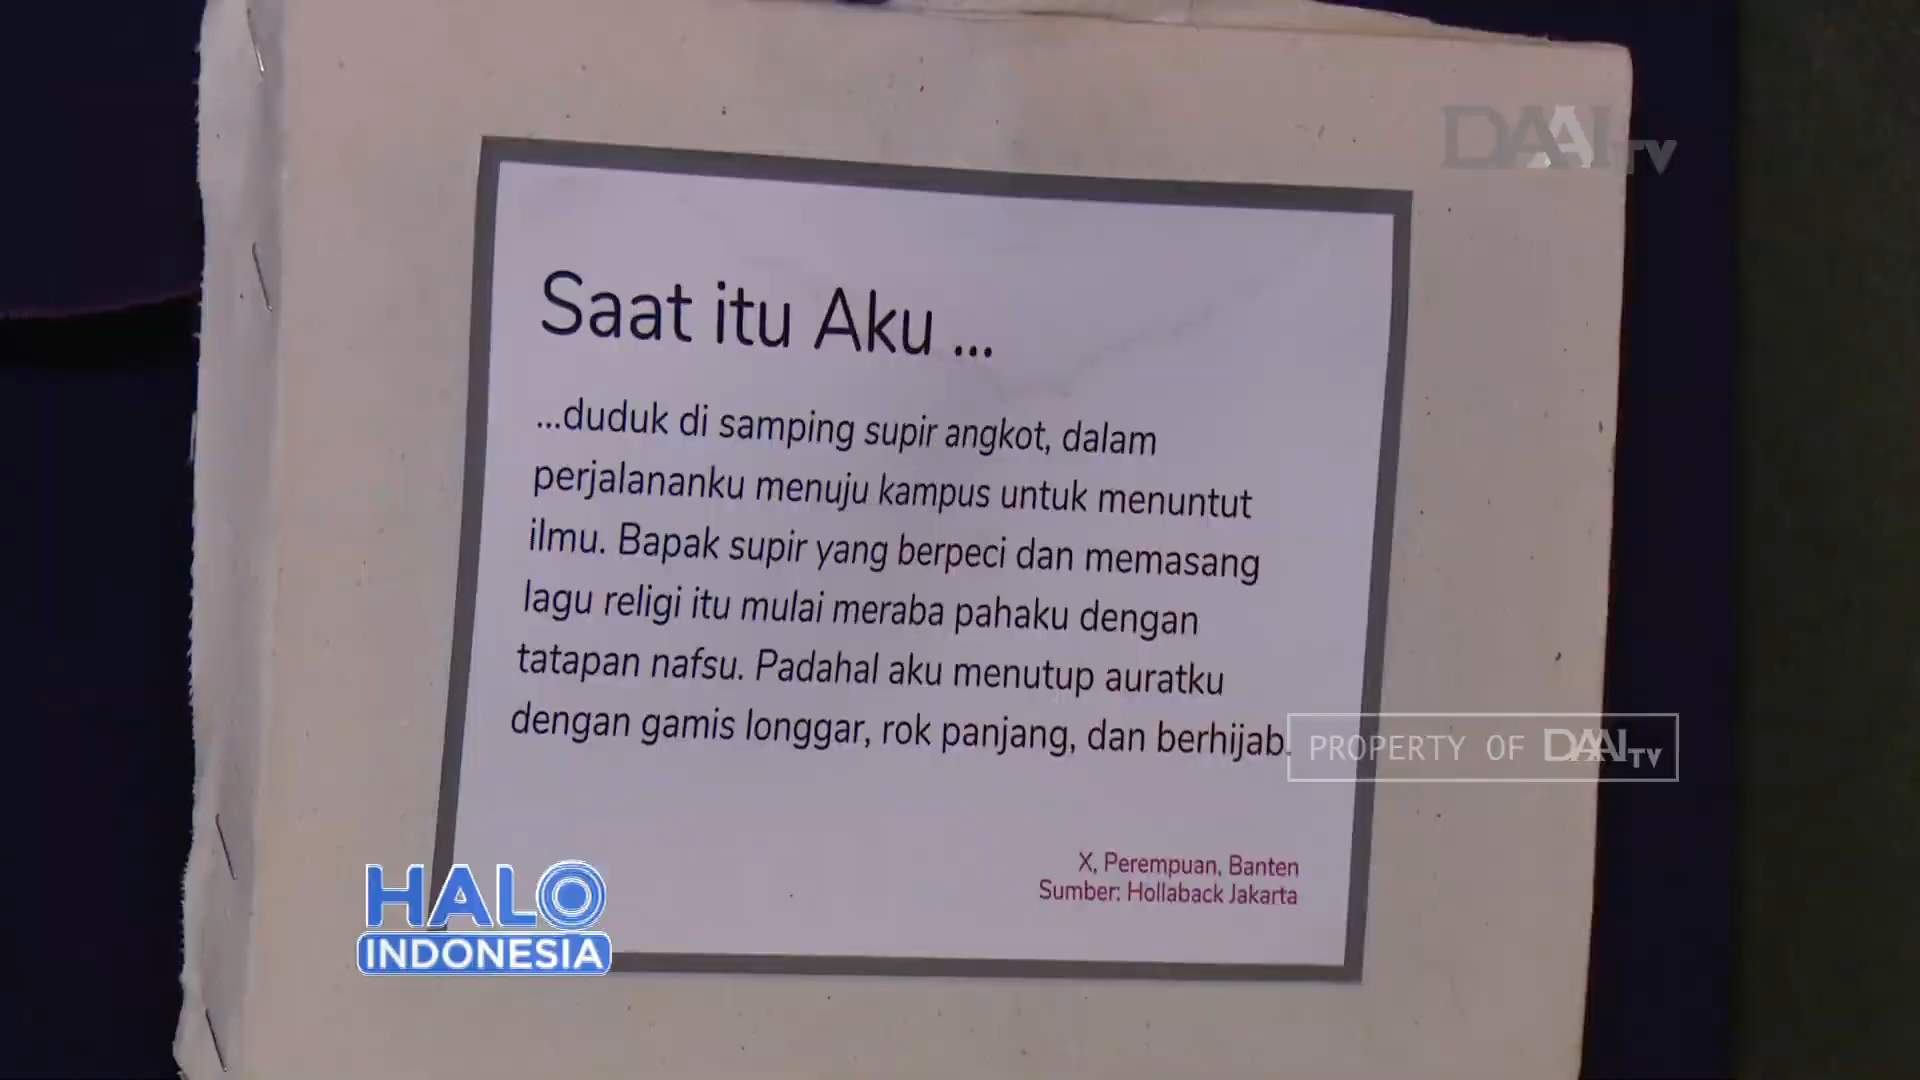 DAAI TV
Saat itu Aku ...
...duduk di samping supir angkot, dalam
perjalananku menuju kampus untuk menuntut
ilmu. Bapak supir yang berpeci dan memasang
lagu religi itu mulai meraba pahaku dengan
tatapan nafsu. Padahal aku menutup auratku
dengan gamis longgar, rok panjang, dan berhijab.
PROPERTY OF DAAI TV
X, Perempuan, Banten
Sumber: Hollaback Jakarta
HALO
INDONESIA